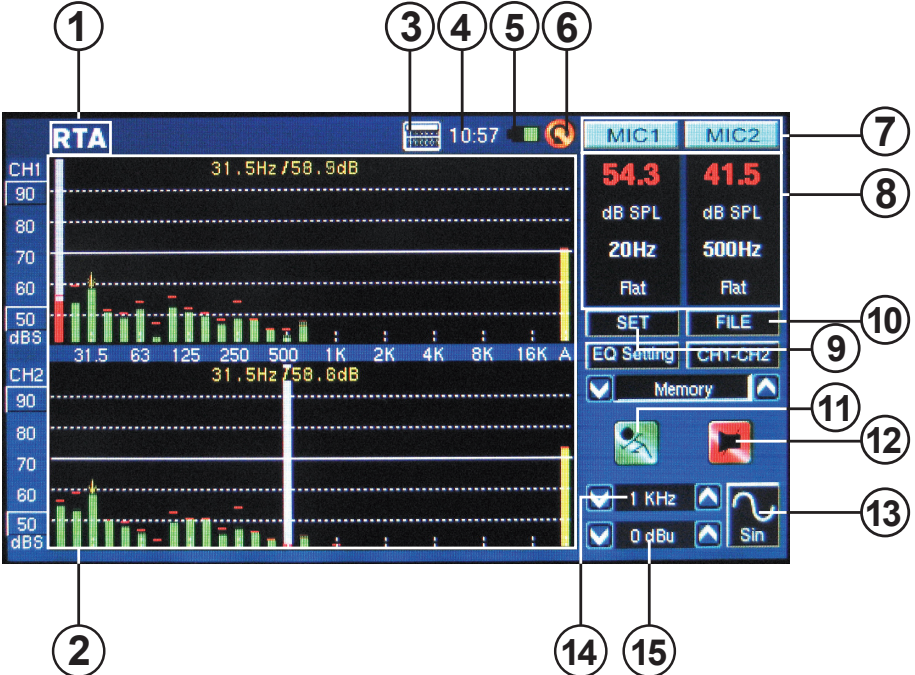 1 3 4 5 6
RTA 10:57
MIC1 MIC2
7
CH1 31.5Hz/58.9dB
90
80
70
60
50
dBS
54.3 41.5
dB SPL dB SPL
20Hz 500Hz
Flat Flat
8
31.5 63 125 250 500 1K 2K 4K 8K 16K A
SET FILE
10
EQ Setting CH1-CH2
9
CH2 31.5Hz/58.6dB
90
80
70
60
50
dBS
Memory
11
12
1 KHz
0 dBu
Sin
13
2 14 15